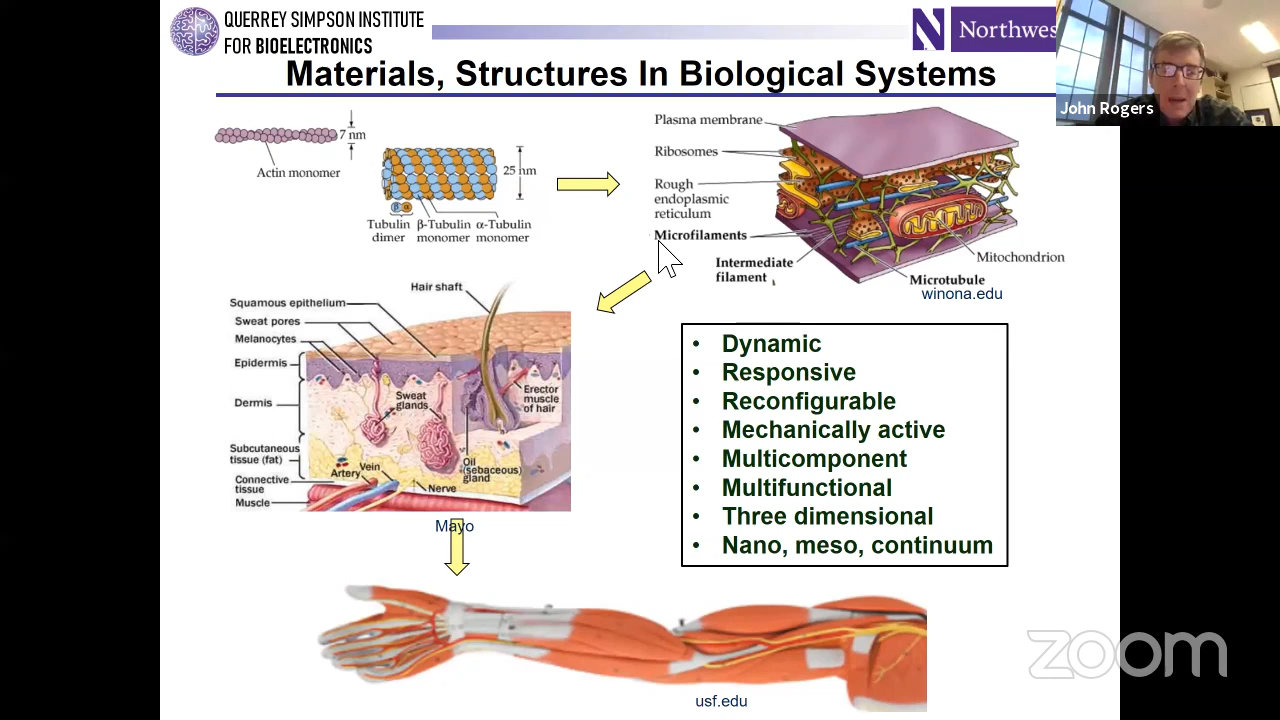 QUERREY SIMPSON INSTITUTE
FOR BIOELECTRONICS
Northwes
Materials, Structures In Biological Systems
John Rogers
7 nm
Actin monomer
25 nm
β α
Tubulin dimer
β-Tubulin monomer
α-Tubulin monomer
Plasma membrane
Ribosomes
Rough
endoplasmic
reticulum
Microfilaments
Intermediate
filament
Microtubule
Mitochondrion
winona.edu
Hair shaft
Squamous epithelium
Sweat pores
Melanocytes
Epidermis
Dermis
Subcutaneous
tissue (fat)
Connective
tissue
Muscle
Sweat
glands
Erector
muscle
of hair
Artery
Vein
Nerve
Oil
(sebaceous)
gland
Mayo
• Dynamic
• Responsive
• Reconfigurable
• Mechanically active
• Multicomponent
• Multifunctional
• Three dimensional
• Nano, meso, continuum
usf.edu
zoom